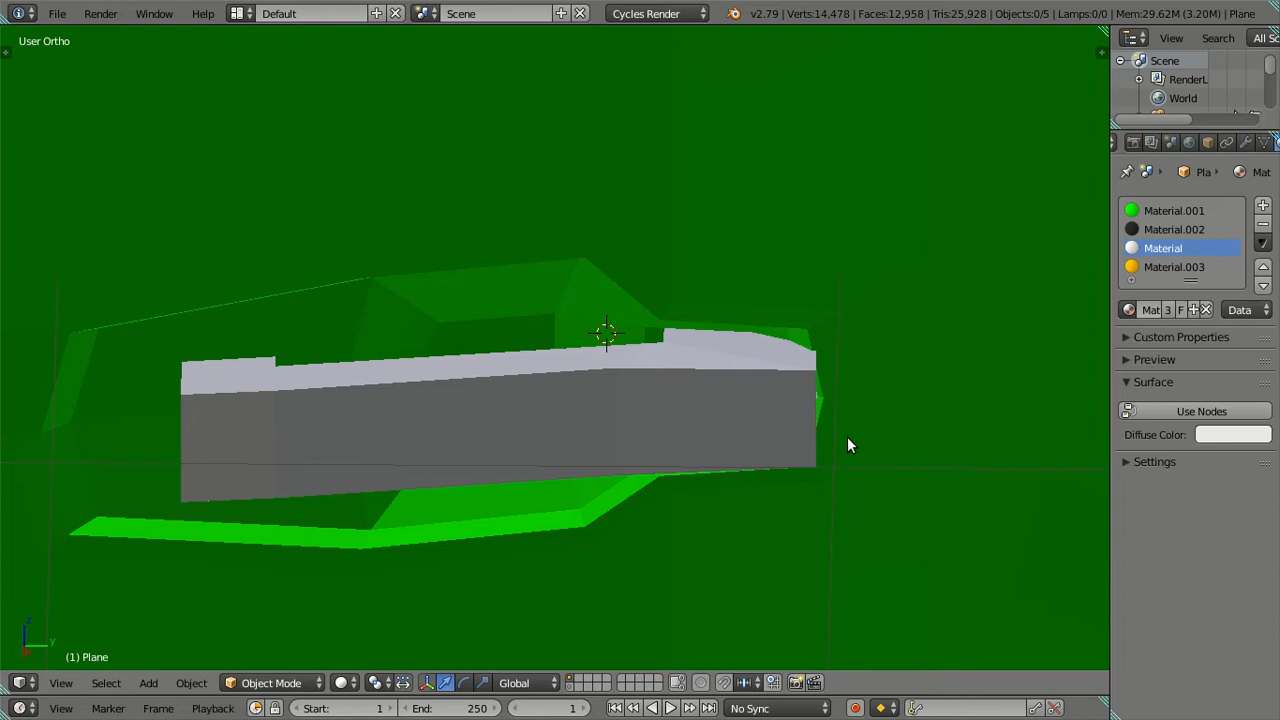 File Render Window Help Default Scene Cycles Render v2.79 | Verts:14,478 | Faces:12,958 | Tris:25,928 | Objects:0/5 | Lamps:0/0 | Mem:29.62M (3.20M) | Plane
User Ortho
View Search All Sc
Scene
RenderL
World
Pla Mat
Material.001
Material.002
Material
Material.003
Mat 3 F Data
Custom Properties
Preview
Surface
Use Nodes
Diffuse Color:
Settings
z
y
(1) Plane
View Select Add Object Object Mode Global
View Marker Frame Playback Start: 1 End: 250 1 No Sync